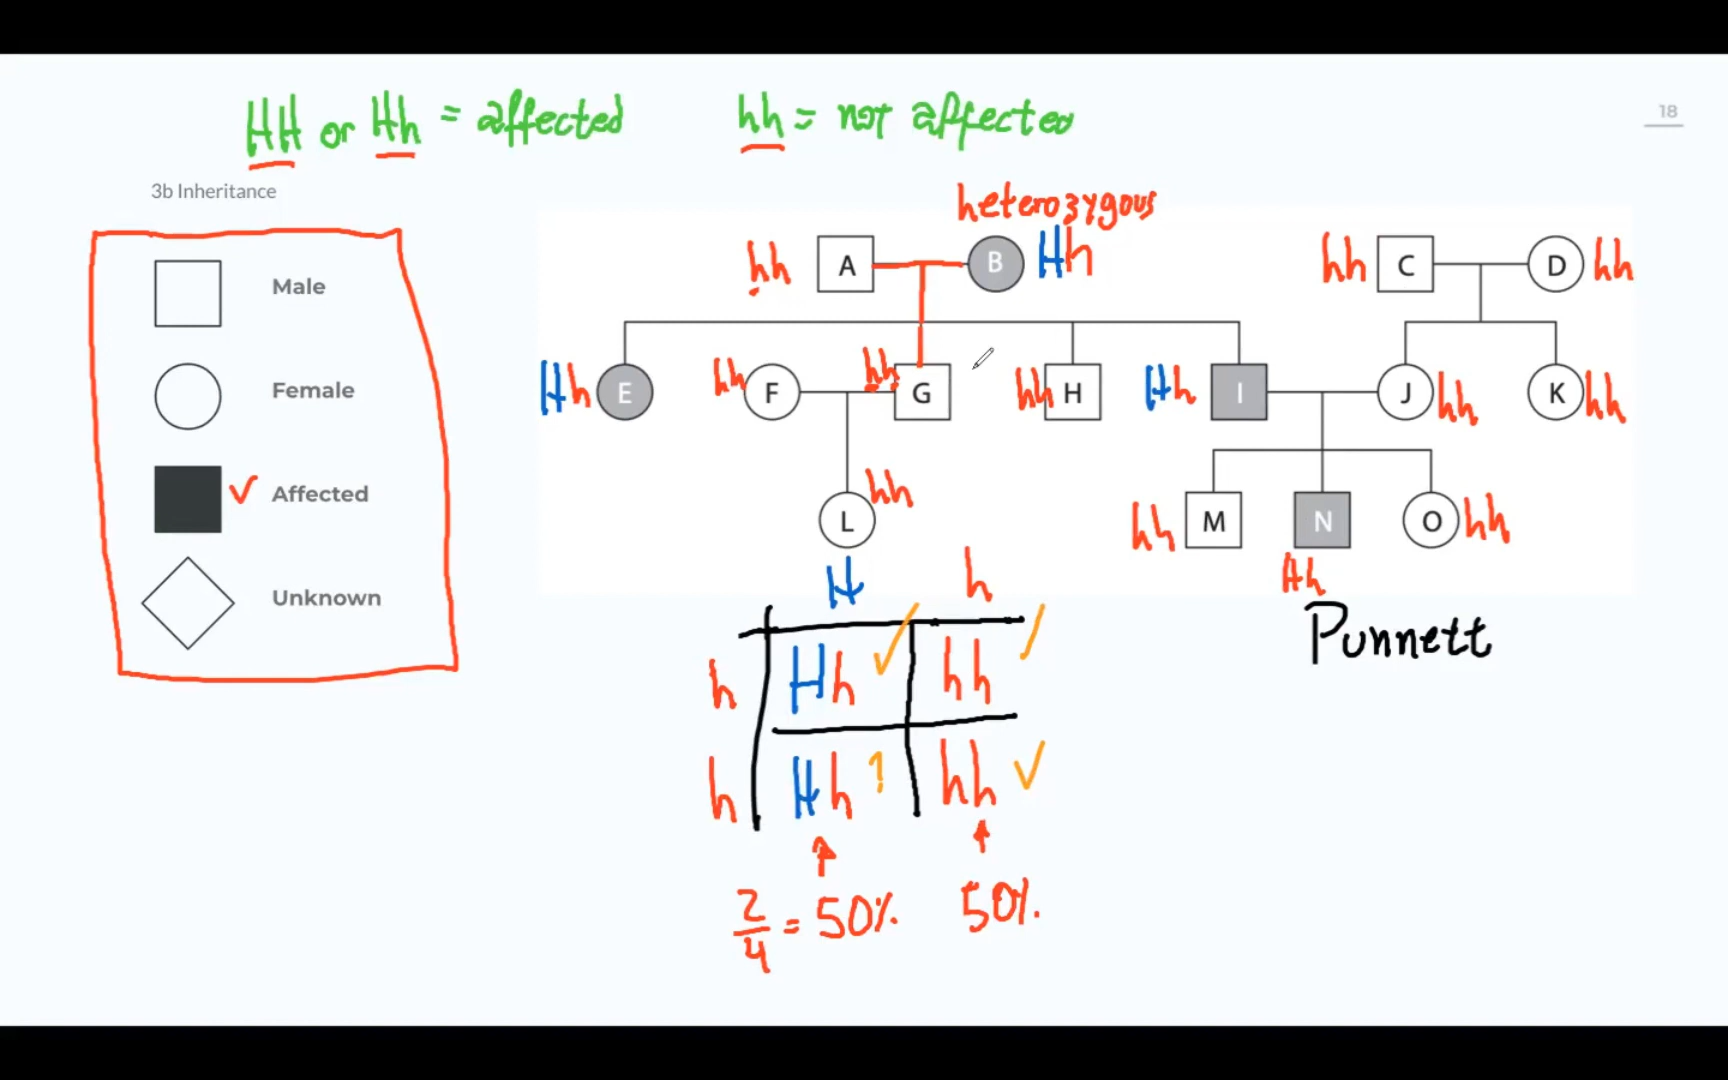 HH or Hh = affected hh = not affected
18
3b Inheritance
heterozygous
hh A B Hh hh C D hh
Male
Female
Hh E hh F hh G hh H Hh I J hh K hh
Affected
hh
L hh M N O hh
Hh
Unknown
H h
Punnett
h Hh hh
h Hh ? hh
2/4 = 50% 50%